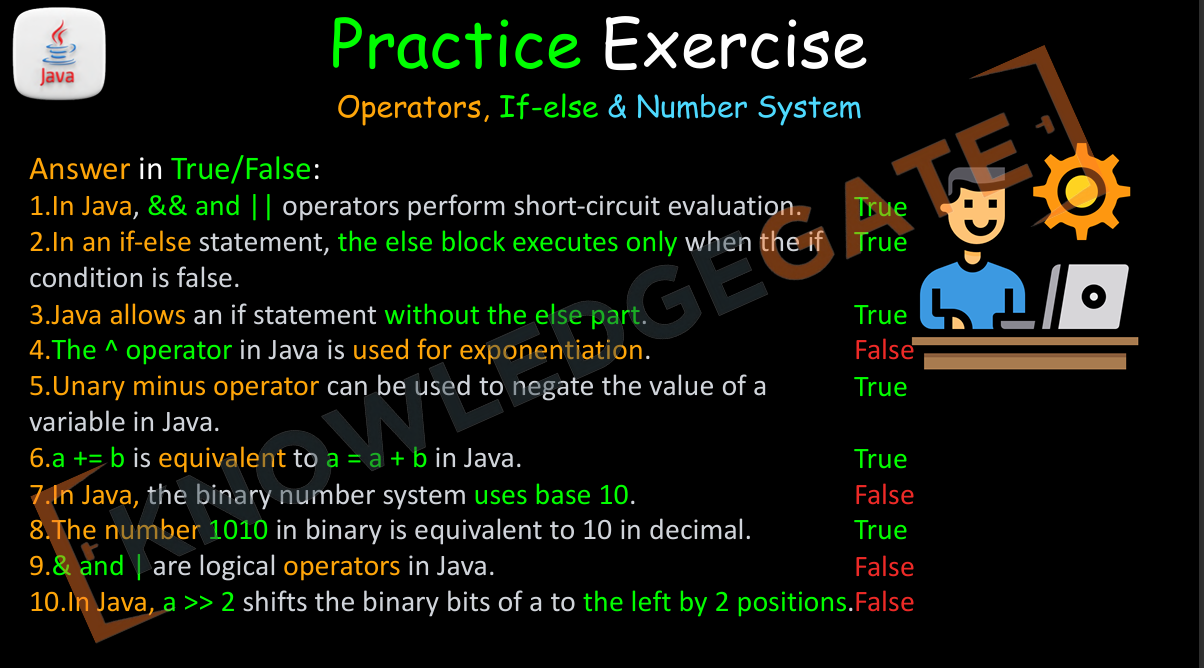 Java
Practice Exercise
Operators, If-else & Number System
Answer in True/False:
1.In Java, && and || operators perform short-circuit evaluation. True
2.In an if-else statement, the else block executes only when the if True
condition is false.
3.Java allows an if statement without the else part. True
4.The ^ operator in Java is used for exponentiation. False
5.Unary minus operator can be used to negate the value of a True
variable in Java.
6.a += b is equivalent to a = a + b in Java. True
7.In Java, the binary number system uses base 10. False
8.The number 1010 in binary is equivalent to 10 in decimal. True
9.& and | are logical operators in Java. False
10.In Java, a >> 2 shifts the binary bits of a to the left by 2 positions. False
KNOWLEDGEGATE